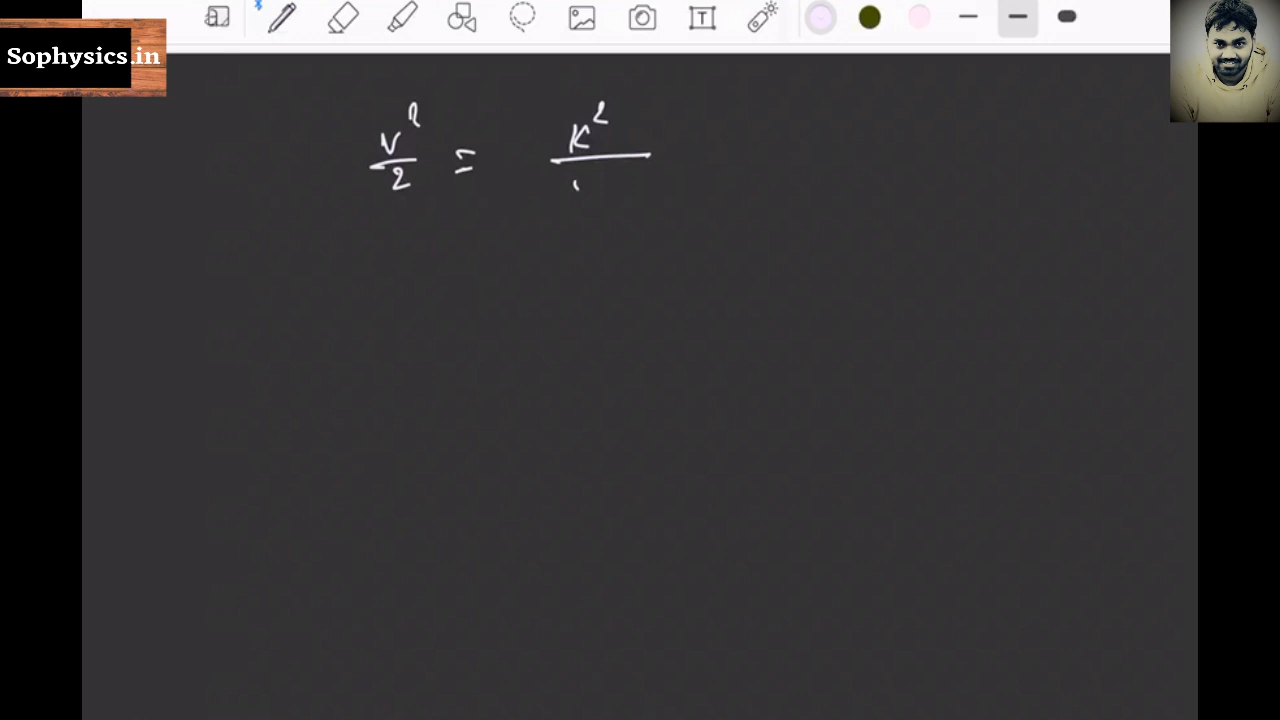 Sophysics.in
T
v² / 2 = K² /